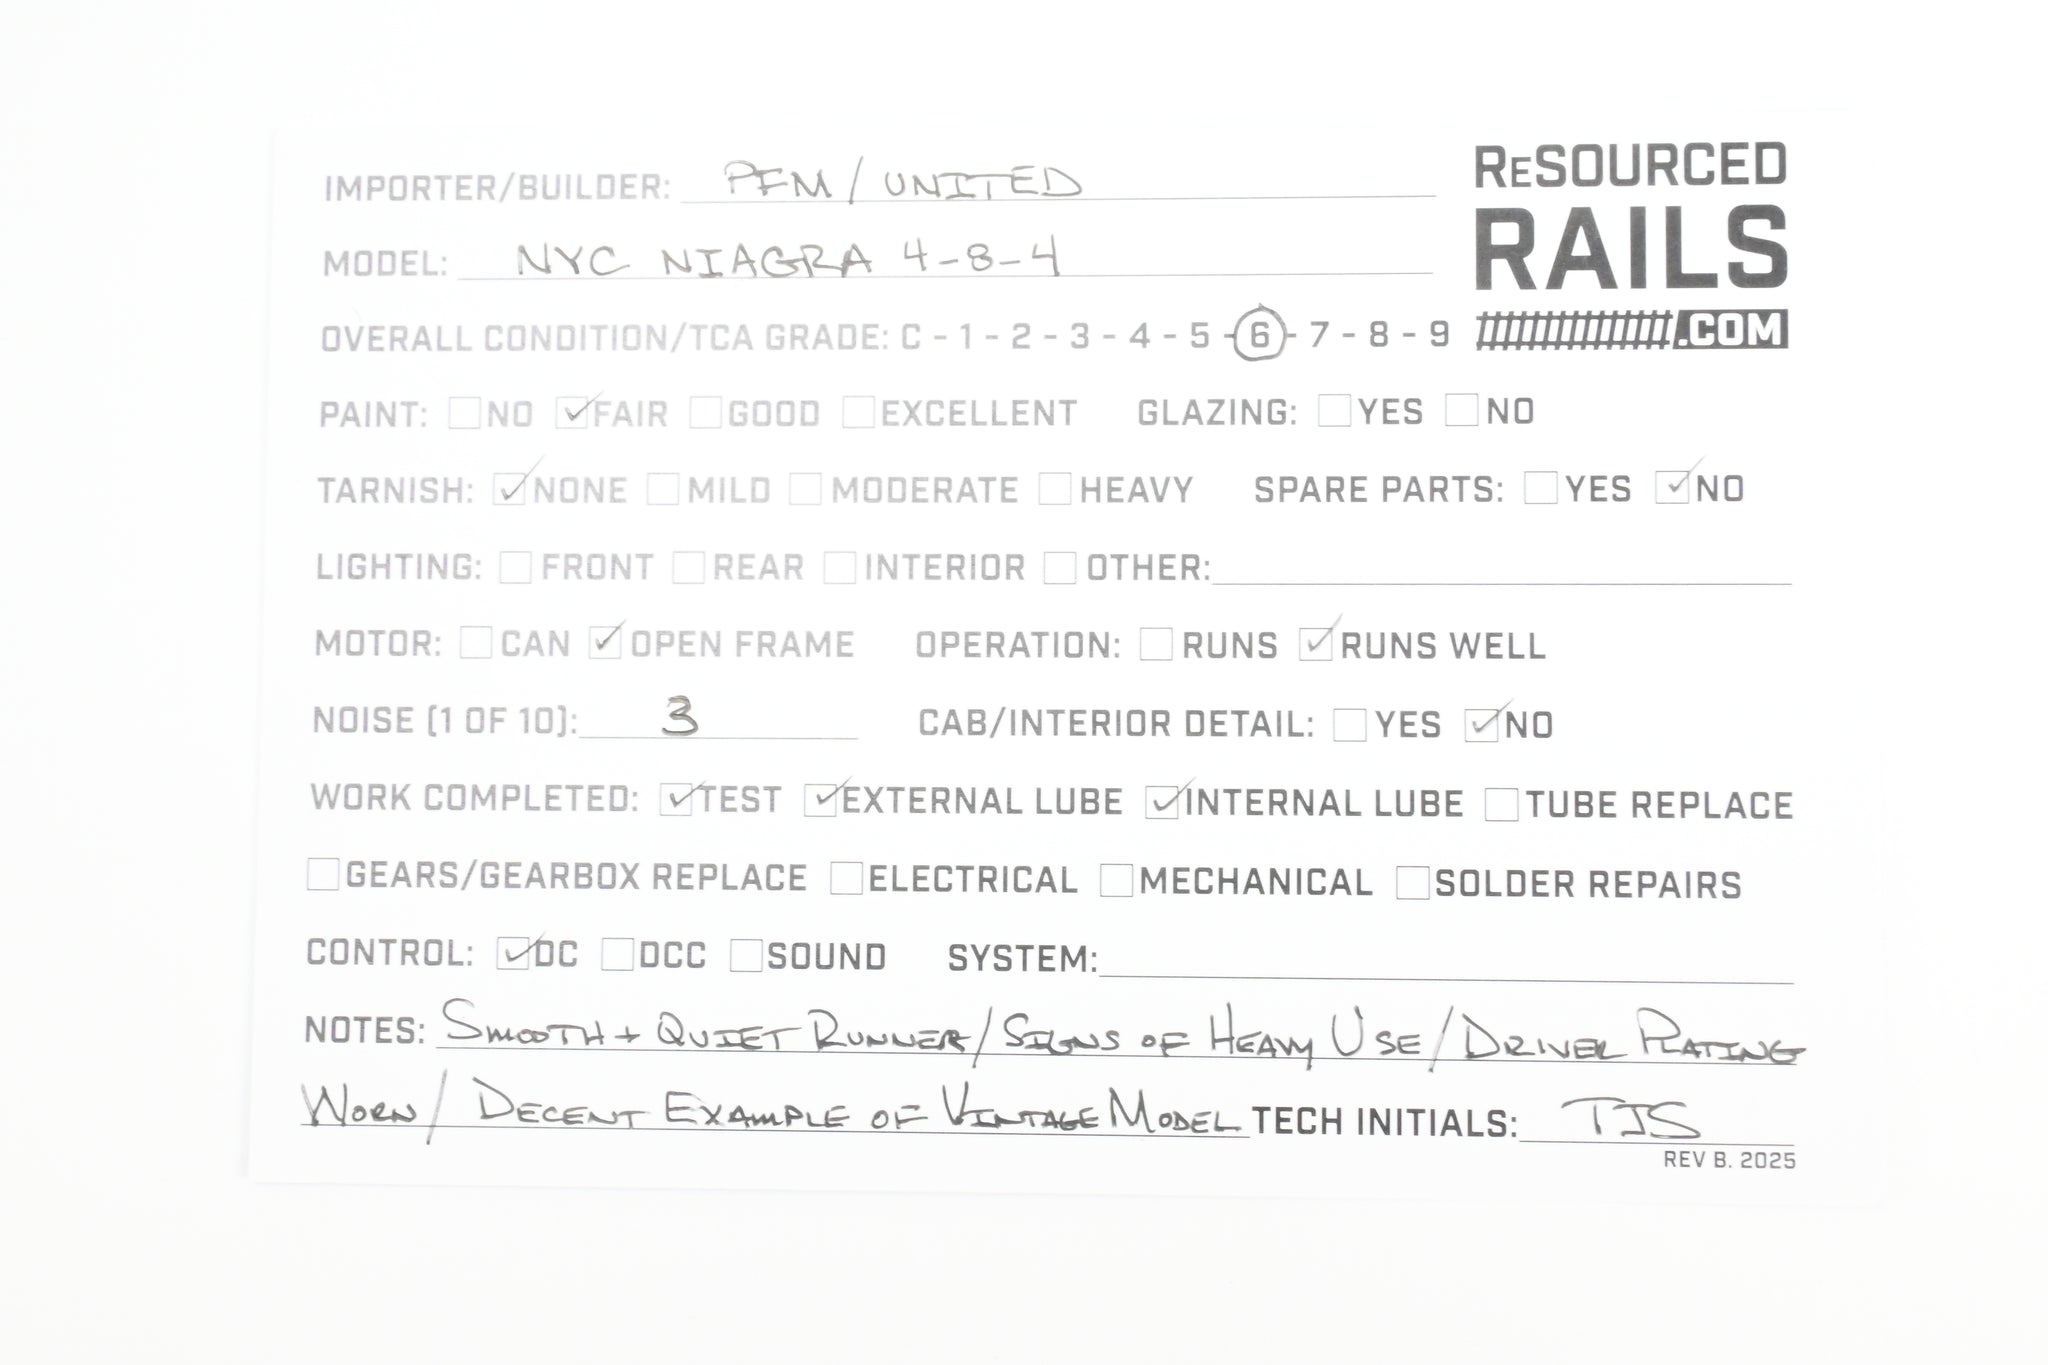 IMPORTER/BUILDER: PFM / UNITED
ReSOURCED
RAILS
.COM
MODEL: NYC NIAGRA 4-8-4
OVERALL CONDITION/TCA GRADE: C - 1 - 2 - 3 - 4 - 5 - 6 - 7 - 8 - 9
PAINT: NO FAIR GOOD EXCELLENT GLAZING: YES NO
TARNISH: NONE MILD MODERATE HEAVY SPARE PARTS: YES NO
LIGHTING: FRONT REAR INTERIOR OTHER:
MOTOR: CAN OPEN FRAME OPERATION: RUNS RUNS WELL
NOISE (1 OF 10): 3 CAB/INTERIOR DETAIL: YES NO
WORK COMPLETED: TEST EXTERNAL LUBE INTERNAL LUBE TUBE REPLACE
GEARS/GEARBOX REPLACE ELECTRICAL MECHANICAL SOLDER REPAIRS
CONTROL: DC DCC SOUND SYSTEM:
NOTES: SMOOTH + QUIET RUNNER / SIGNS OF HEAVY USE / DRIVER PLATING
WORN / DECENT EXAMPLE OF VINTAGE MODEL TECH INITIALS: TJS
REV B. 2025